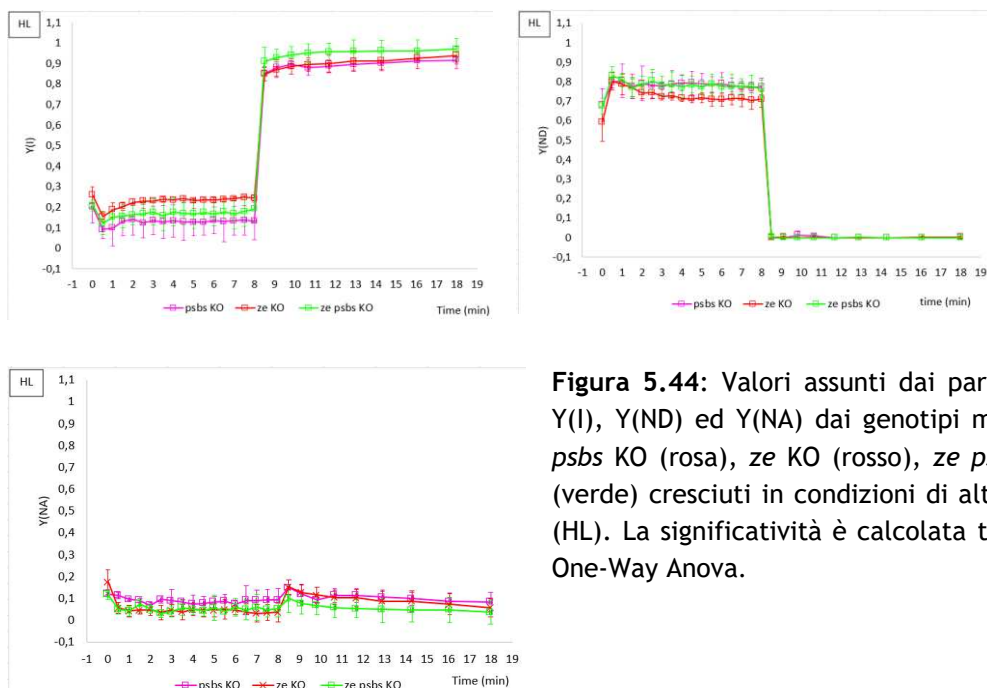 HL
1,1
1
0,9
0,8
0,7
0,6
0,5
0,4
0,3
0,2
0,1
0
-0,1
Y(I)
-1 0 1 2 3 4 5 6 7 8 9 10 11 12 13 14 15 16 17 18 19
psbs KO ze KO ze psbs KO Time (min)
HL
1,1
1
0,9
0,8
0,7
0,6
0,5
0,4
0,3
0,2
0,1
0
-0,1
Y(ND)
-1 0 1 2 3 4 5 6 7 8 9 10 11 12 13 14 15 16 17 18 19
psbs KO ze KO ze psbs KO time (min)
HL
1,1
1
0,9
0,8
0,7
0,6
0,5
0,4
0,3
0,2
0,1
0
-0,1
Y(NA)
-1 0 1 2 3 4 5 6 7 8 9 10 11 12 13 14 15 16 17 18 19
psbs KO ze KO ze psbs KO Time (min)
Figura 5.44: Valori assunti dai par
Y(I), Y(ND) ed Y(NA) dai genotipi m
psbs KO (rosa), ze KO (rosso), ze p
(verde) cresciuti in condizioni di alt
(HL). La significatività è calcolata t
One-Way Anova.